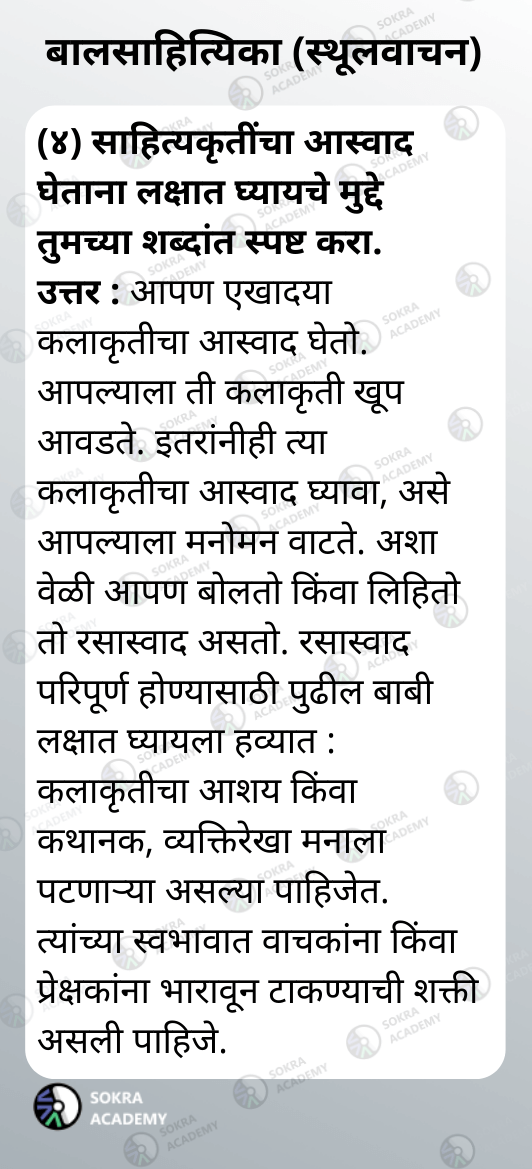 बालसाहित्यिका (स्थूलवाचन)
(४) साहित्यकृतींचा आस्वाद
घेताना लक्षात घ्यायचे मुद्दे
तुमच्या शब्दांत स्पष्ट करा.
उत्तर : आपण एखादया
कलाकृतीचा आस्वाद घेतो.
आपल्याला ती कलाकृती खूप
आवडते. इतरांनीही त्या
कलाकृतीचा आस्वाद घ्यावा, असे
आपल्याला मनोमन वाटते. अशा
वेळी आपण बोलतो किंवा लिहितो
तो रसास्वाद असतो. रसास्वाद
परिपूर्ण होण्यासाठी पुढील बाबी
लक्षात घ्यायला हव्यात :
कलाकृतीचा आशय किंवा
कथानक, व्यक्तिरेखा मनाला
पटणाऱ्या असल्या पाहिजेत.
त्यांच्या स्वभावात वाचकांना किंवा
प्रेक्षकांना भारावून टाकण्याची शक्ती
असली पाहिजे.
SOKRA
ACADEMY